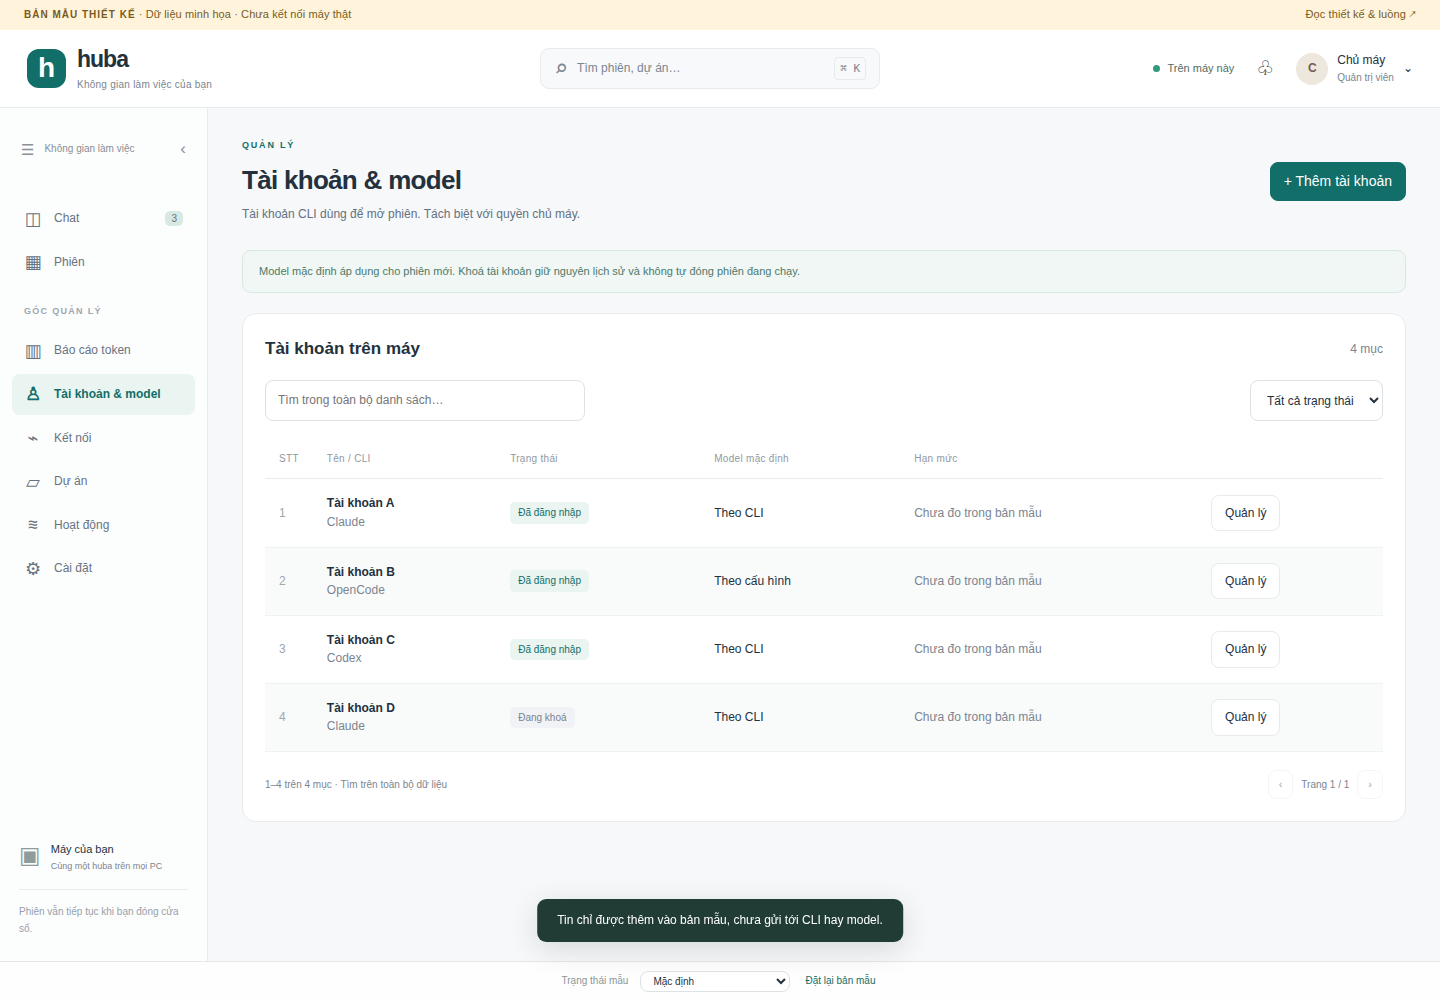 BẢN MẪU THIẾT KẾ · Dữ liệu minh họa · Chưa kết nối máy thật
Đọc thiết kế & luồng ↗
h huba
Không gian làm việc của bạn
Tìm phiên, dự án…
⌘ K
Trên máy này
C
Chủ máy
Quản trị viên
☰ Không gian làm việc ‹
Chat 3
Phiên
GÓC QUẢN LÝ
Báo cáo token
Tài khoản & model
Kết nối
Dự án
Hoạt động
Cài đặt
Máy của bạn
Cùng một huba trên mọi PC
Phiên vẫn tiếp tục khi bạn đóng cửa
sổ.
QUẢN LÝ
Tài khoản & model
Tài khoản CLI dùng để mở phiên. Tách biệt với quyền chủ máy.
+ Thêm tài khoản
Model mặc định áp dụng cho phiên mới. Khoá tài khoản giữ nguyên lịch sử và không tự đóng phiên đang chạy.
Tài khoản trên máy
4 mục
Tìm trong toàn bộ danh sách…
Tất cả trạng thái
STT Tên / CLI Trạng thái Model mặc định Hạn mức
1 Tài khoản A Đã đăng nhập Theo CLI Chưa đo trong bản mẫu Quản lý
Claude
2 Tài khoản B Đã đăng nhập Theo cấu hình Chưa đo trong bản mẫu Quản lý
OpenCode
3 Tài khoản C Đã đăng nhập Theo CLI Chưa đo trong bản mẫu Quản lý
Codex
4 Tài khoản D Đang khoá Theo CLI Chưa đo trong bản mẫu Quản lý
Claude
1–4 trên 4 mục · Tìm trên toàn bộ dữ liệu
‹ Trang 1 / 1 ›
Tin chỉ được thêm vào bản mẫu, chưa gửi tới CLI hay model.
Trạng thái mẫu Mặc định Đặt lại bản mẫu